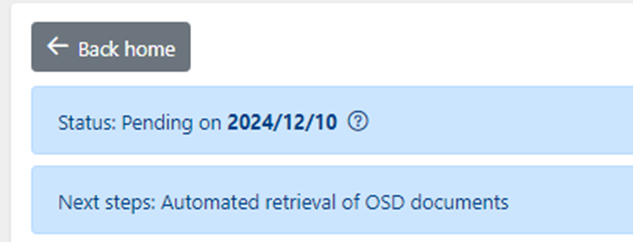 ← Back home
Status: Pending on 2024/12/10 ?
Next steps: Automated retrieval of OSD documents